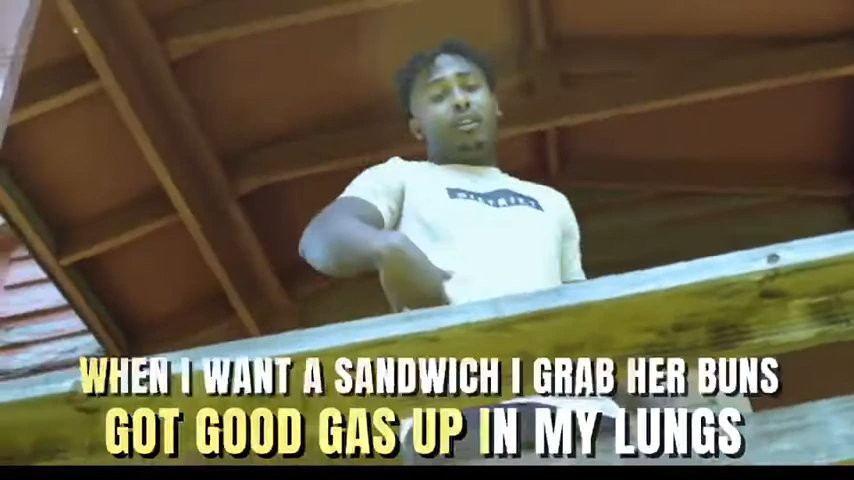 WHEN I WANT A SANDWICH I GRAB HER BUNS
GOT GOOD GAS UP IN MY LUNGS